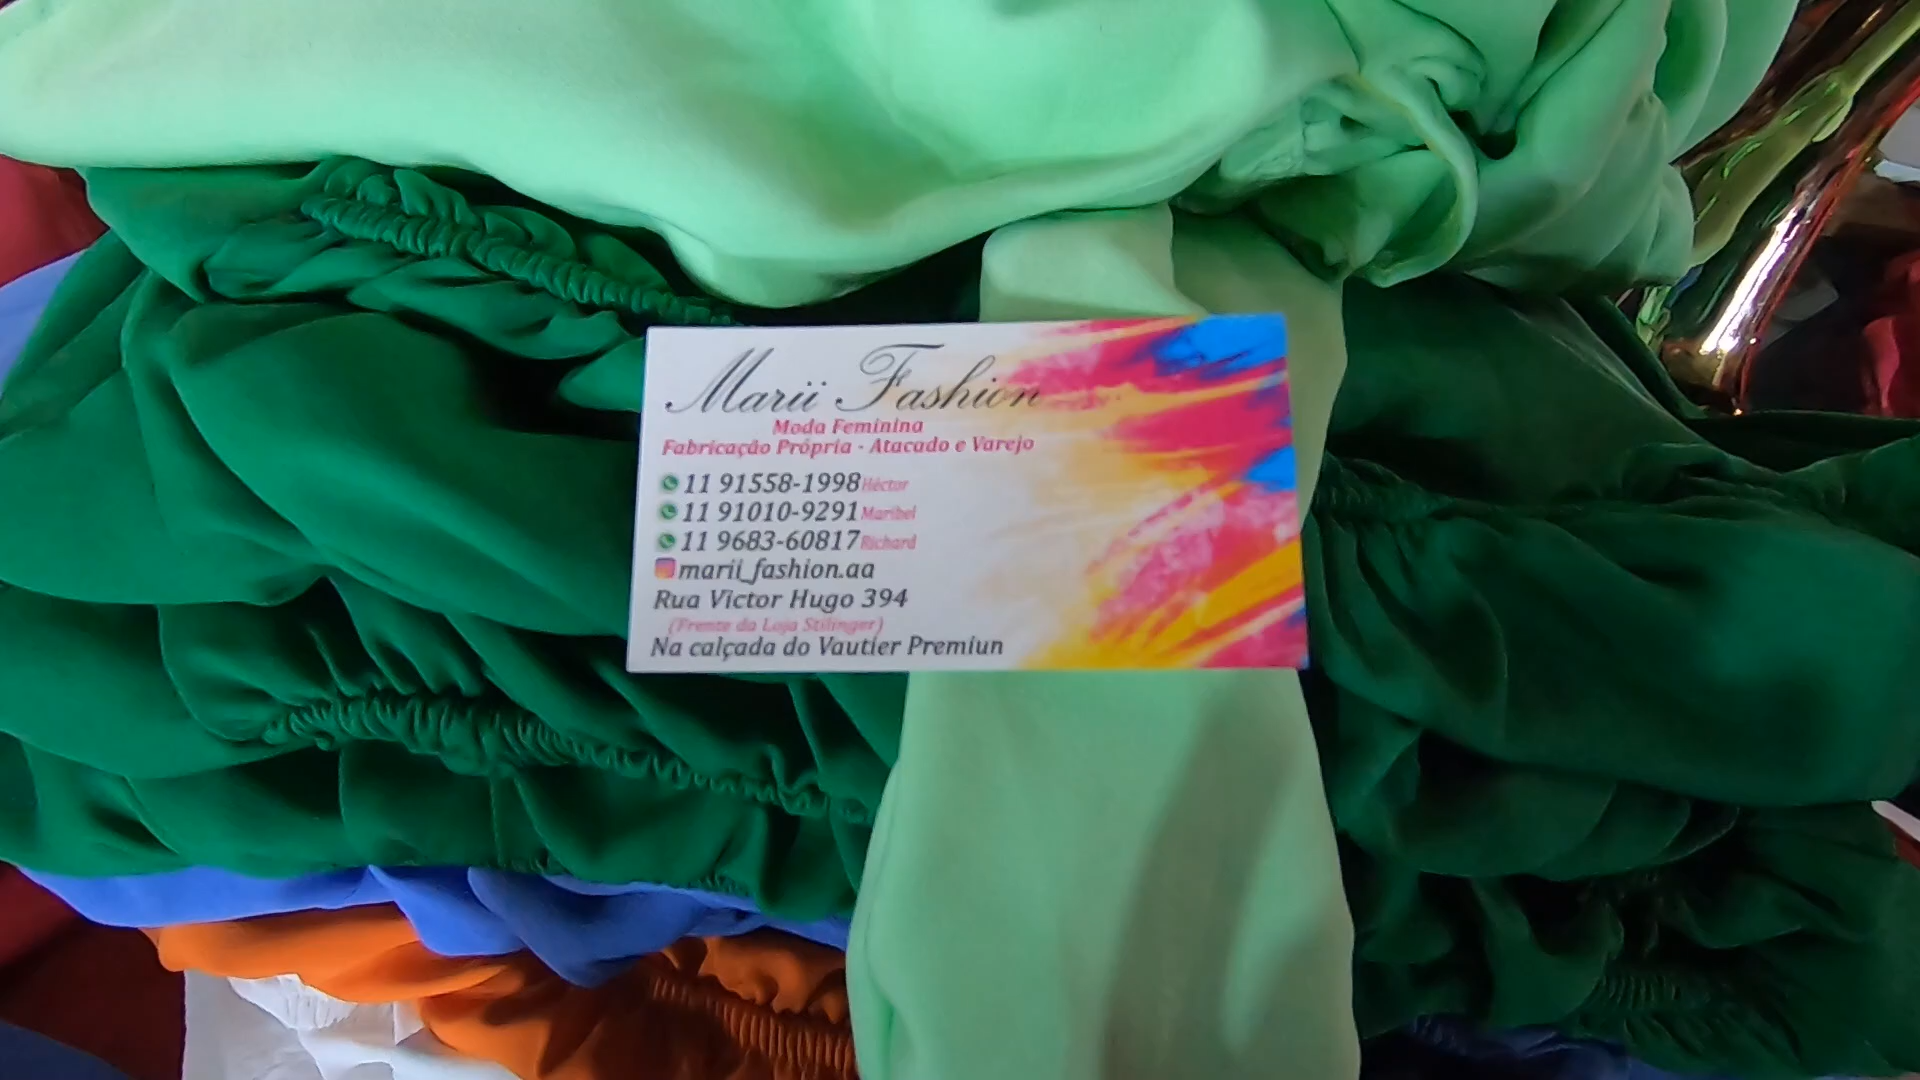 Marii Fashion
Moda Feminina
Fabricação Própria - Atacado e Varejo
11 91558-1998 Héctor
11 91010-9291 Maribel
11 9683-60817 Richard
marii_fashion.aa
Rua Victor Hugo 394
(Frente da Loja Stilinger)
Na calçada do Vautier Premiun